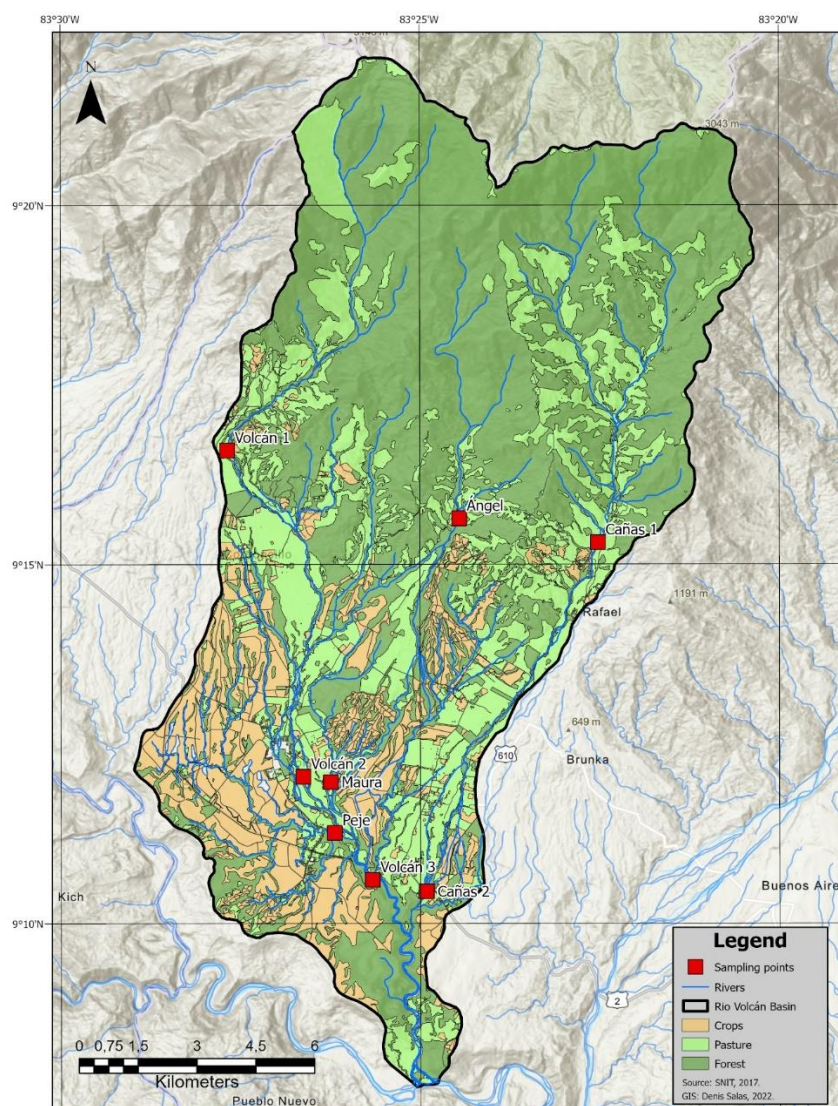 83°30'W
83°25'W
83°20'W
N
3043 m
9°20'N
Volcán 1
Ángel
Cañas 1
9°15'N
Rafael
1191 m
649 m
Volcán 2
610
Brunka
Maura
Peje
Volcán 3
Buenos Aire
Kich
Cañas 2
9°10'N
Legend
Sampling points
Rivers
Rio Volcán Basin
Crops
Pasture
Forest
Source: SNIT, 2017.
GIS: Denis Salas, 2022.
2
0 0,75 1,5 3 4,5 6
Kilometers
Pueblo Nuevo